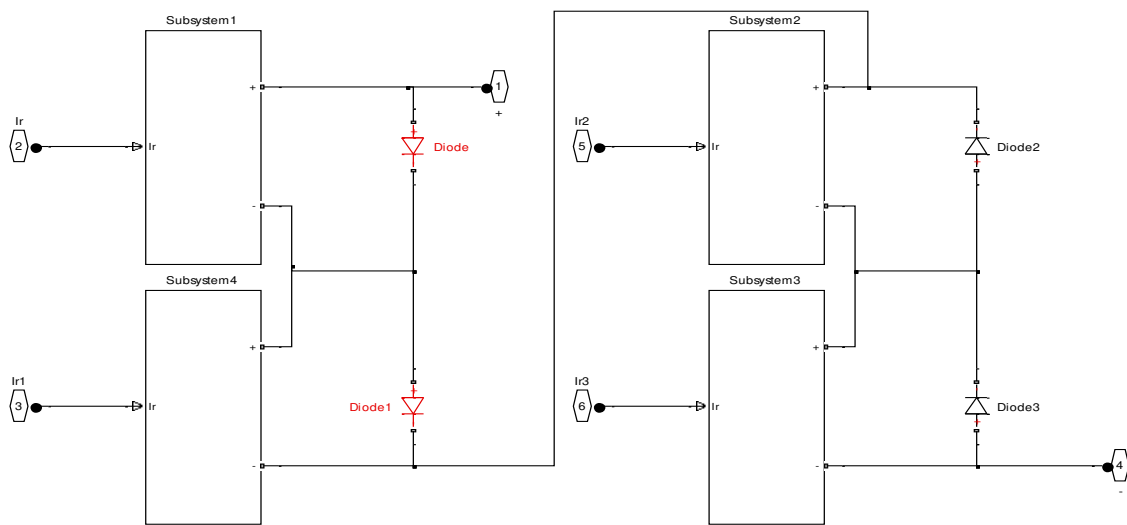 Subsystem1
Subsystem2
+
1
+
+
Ir
2
Ir
+
Diode
Ir2
5
Ir
Diode2
+
-
-
Subsystem4
Subsystem3
+
+
Ir1
3
Ir
+
Diode1
Ir3
6
Ir
Diode3
+
-
-
4
-